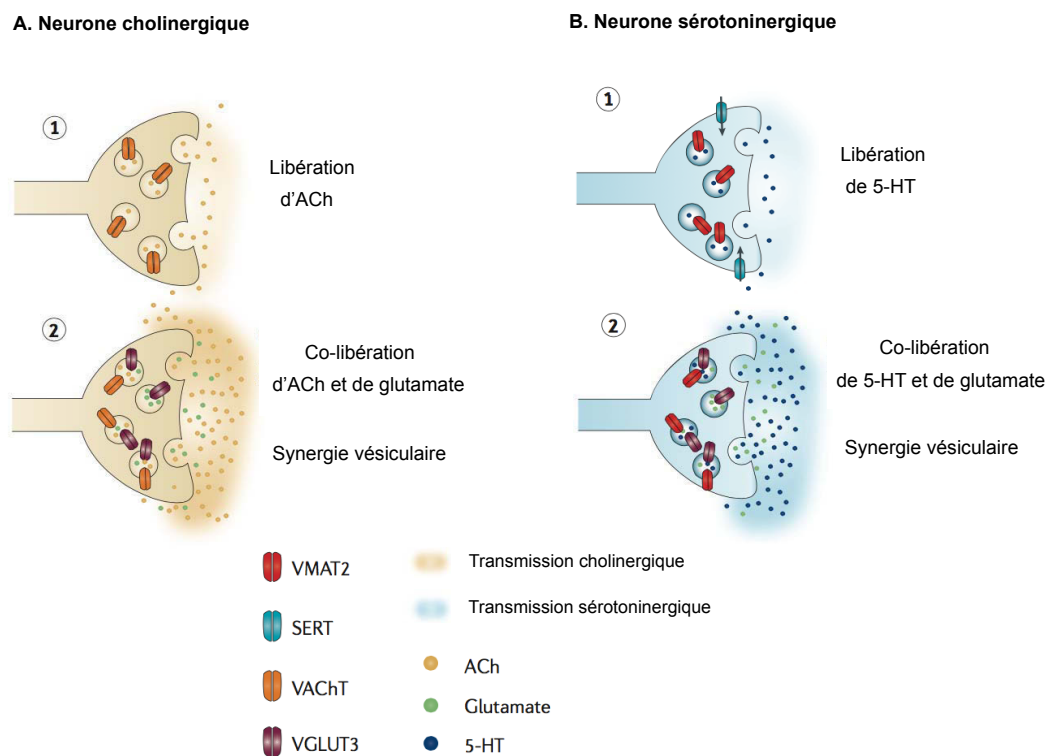 A. Neurone cholinergique
B. Neurone sérotoninergique
1
Libération
d'ACh
1
Libération
de 5-HT
2
Co-libération
d'ACh et de glutamate
Synergie vésiculaire
2
Co-libération
de 5-HT et de glutamate
Synergie vésiculaire
VMAT2
SERT
VAChT
VGLUT3
Transmission cholinergique
Transmission sérotoninergique
ACh
Glutamate
5-HT